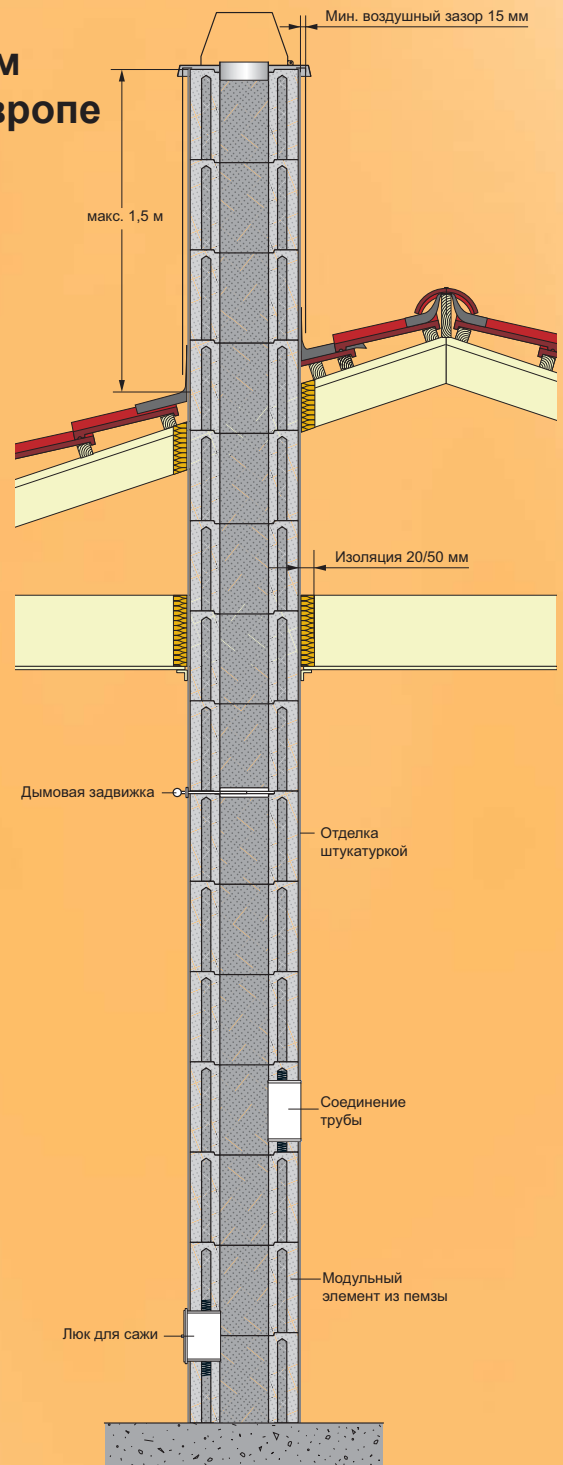 Мин. воздушный зазор 15 мм
макс. 1,5 м
Изоляция 20/50 мм
Дымовая задвижка
Отделка
штукатуркой
Соединение
трубы
Модульный
элемент из пемзы
Люк для сажи